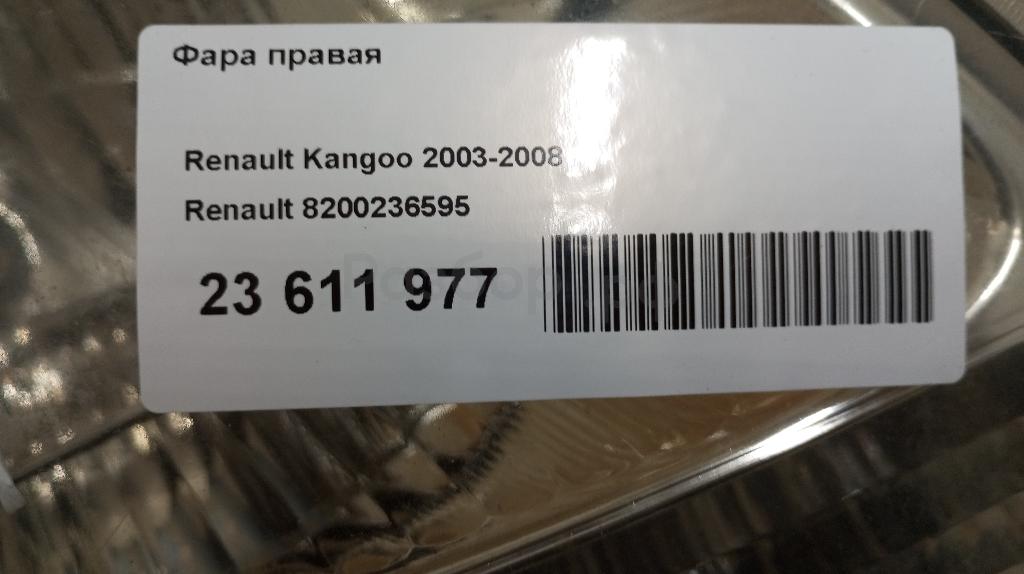 Фара правая
Renault Kangoo 2003-2008
Renault 8200236595
23 611 977